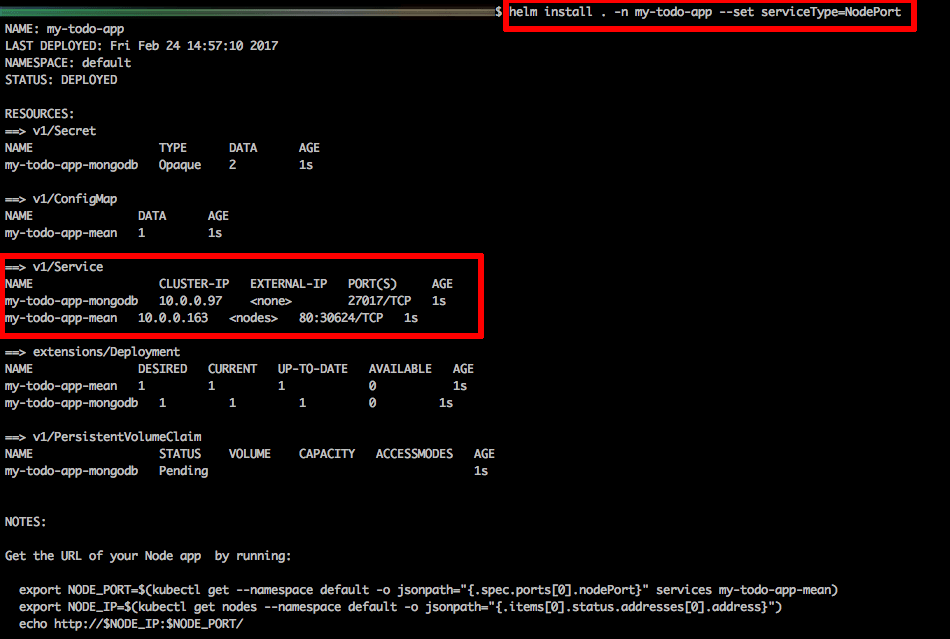 $ helm install . -n my-todo-app --set serviceType=NodePort
NAME: my-todo-app
LAST DEPLOYED: Fri Feb 24 14:57:10 2017
NAMESPACE: default
STATUS: DEPLOYED
RESOURCES:
==> v1/Secret
NAME TYPE DATA AGE
my-todo-app-mongodb Opaque 2 1s
==> v1/ConfigMap
NAME DATA AGE
my-todo-app-mean 1 1s
==> v1/Service
NAME CLUSTER-IP EXTERNAL-IP PORT(S) AGE
my-todo-app-mongodb 10.0.0.97 <none> 27017/TCP 1s
my-todo-app-mean 10.0.0.163 <nodes> 80:30624/TCP 1s
==> extensions/Deployment
NAME DESIRED CURRENT UP-TO-DATE AVAILABLE AGE
my-todo-app-mean 1 1 1 0 1s
my-todo-app-mongodb 1 1 1 0 1s
==> v1/PersistentVolumeClaim
NAME STATUS VOLUME CAPACITY ACCESSMODES AGE
my-todo-app-mongodb Pending 1s
NOTES:
Get the URL of your Node app  by running:
export NODE_PORT=$(kubectl get --namespace default -o jsonpath="{.spec.ports[0].nodePort}" services my-todo-app-mean)
export NODE_IP=$(kubectl get nodes --namespace default -o jsonpath="{.items[0].status.addresses[0].address}")
echo http://$NODE_IP:$NODE_PORT/